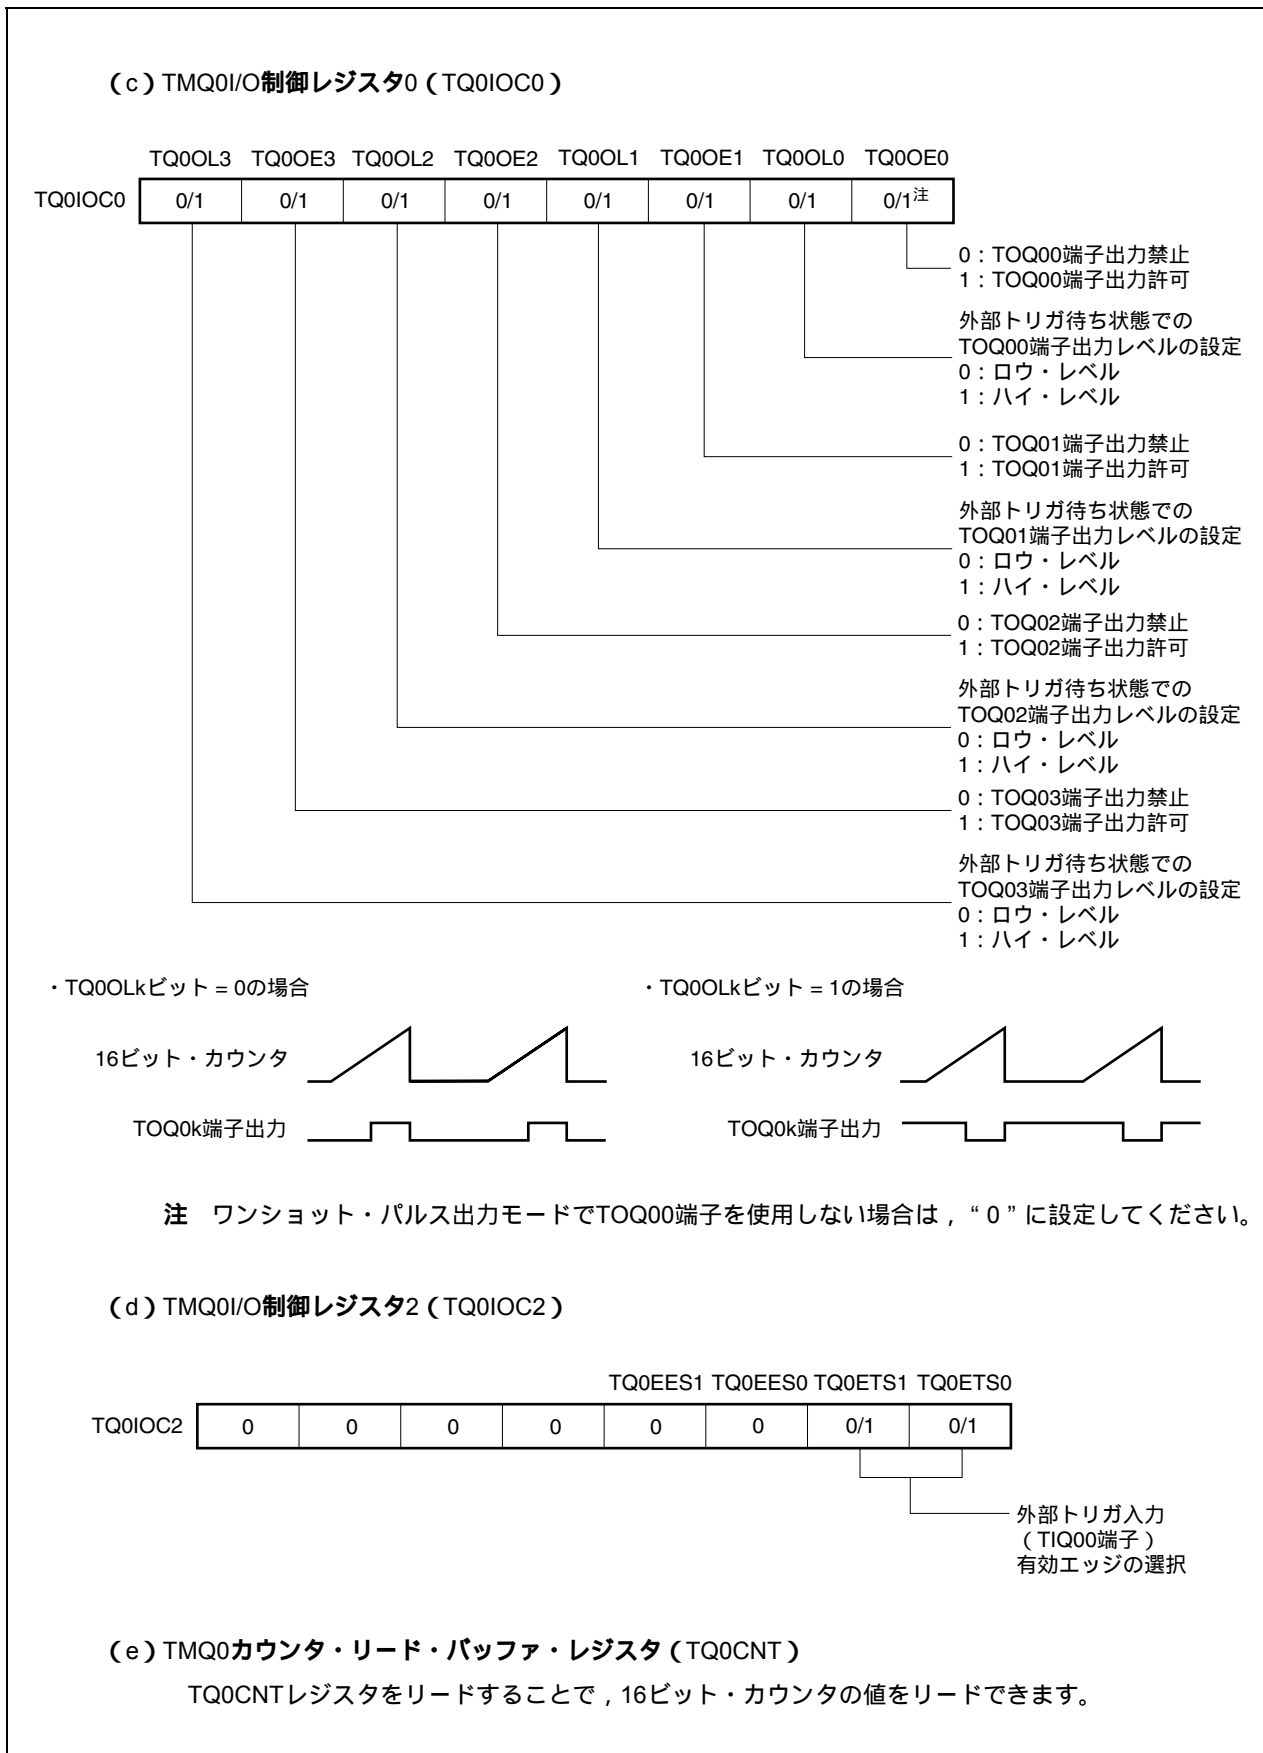 （c）TMQ0I/O制御レジスタ0（TQ0IOC0）
TQ0OL3 TQ0OE3 TQ0OL2 TQ0OE2 TQ0OL1 TQ0OE1 TQ0OL0 TQ0OE0
TQ0IOC0 0/1 0/1 0/1 0/1 0/1 0/1 0/1 0/1注
0：TOQ00端子出力禁止
1：TOQ00端子出力許可
外部トリガ待ち状態での
TOQ00端子出力レベルの設定
0：ロウ・レベル
1：ハイ・レベル
0：TOQ01端子出力禁止
1：TOQ01端子出力許可
外部トリガ待ち状態での
TOQ01端子出力レベルの設定
0：ロウ・レベル
1：ハイ・レベル
0：TOQ02端子出力禁止
1：TOQ02端子出力許可
外部トリガ待ち状態での
TOQ02端子出力レベルの設定
0：ロウ・レベル
1：ハイ・レベル
0：TOQ03端子出力禁止
1：TOQ03端子出力許可
外部トリガ待ち状態での
TOQ03端子出力レベルの設定
0：ロウ・レベル
1：ハイ・レベル
・TQ0OLkビット = 0の場合
16ビット・カウンタ
TOQ0k端子出力
・TQ0OLkビット = 1の場合
16ビット・カウンタ
TOQ0k端子出力
注　ワンショット・パルス出力モードでTOQ00端子を使用しない場合は，“0”に設定してください。
（d）TMQ0I/O制御レジスタ2（TQ0IOC2）
TQ0EES1 TQ0EES0 TQ0ETS1 TQ0ETS0
TQ0IOC2 0 0 0 0 0 0 0/1 0/1
外部トリガ入力
（TIQ00端子）
有効エッジの選択
（e）TMQ0カウンタ・リード・バッファ・レジスタ（TQ0CNT）
TQ0CNTレジスタをリードすることで，16ビット・カウンタの値をリードできます。